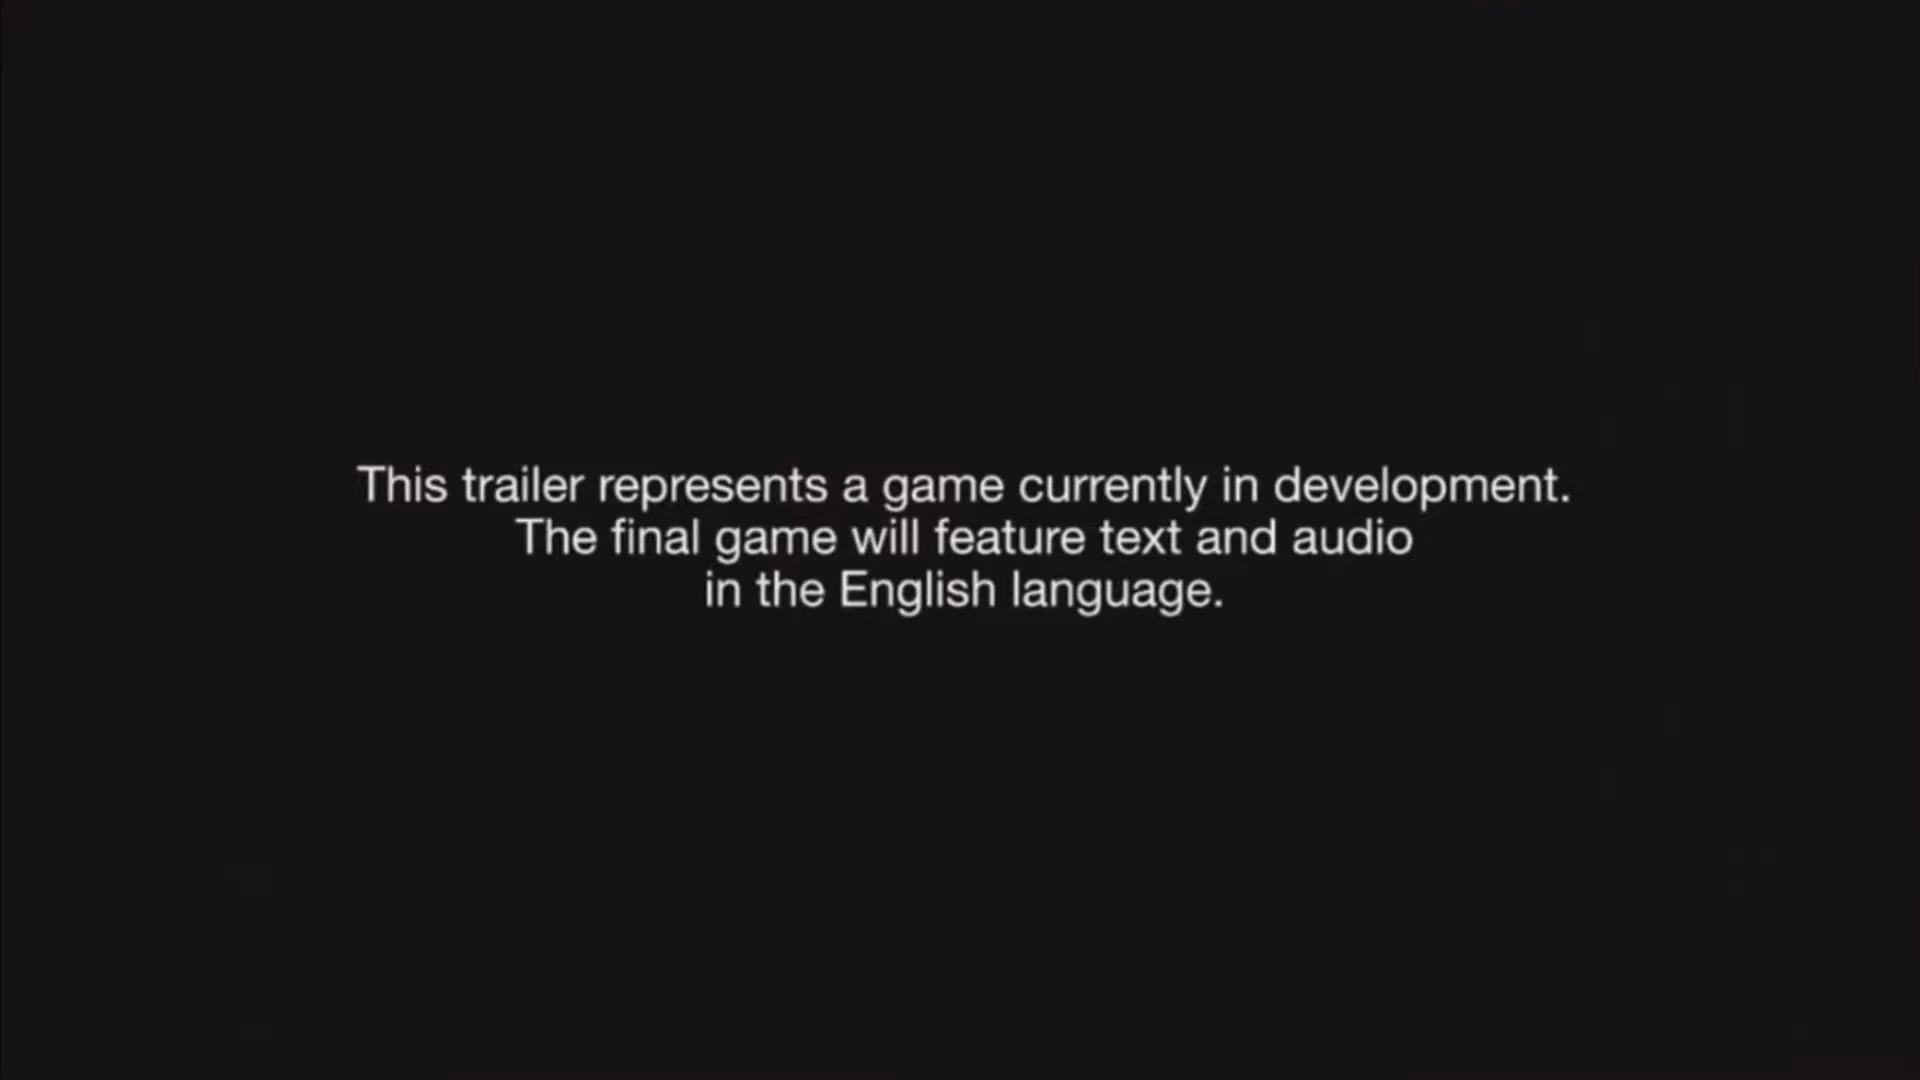 This trailer represents a game currently in development.
The final game will feature text and audio
in the English language.